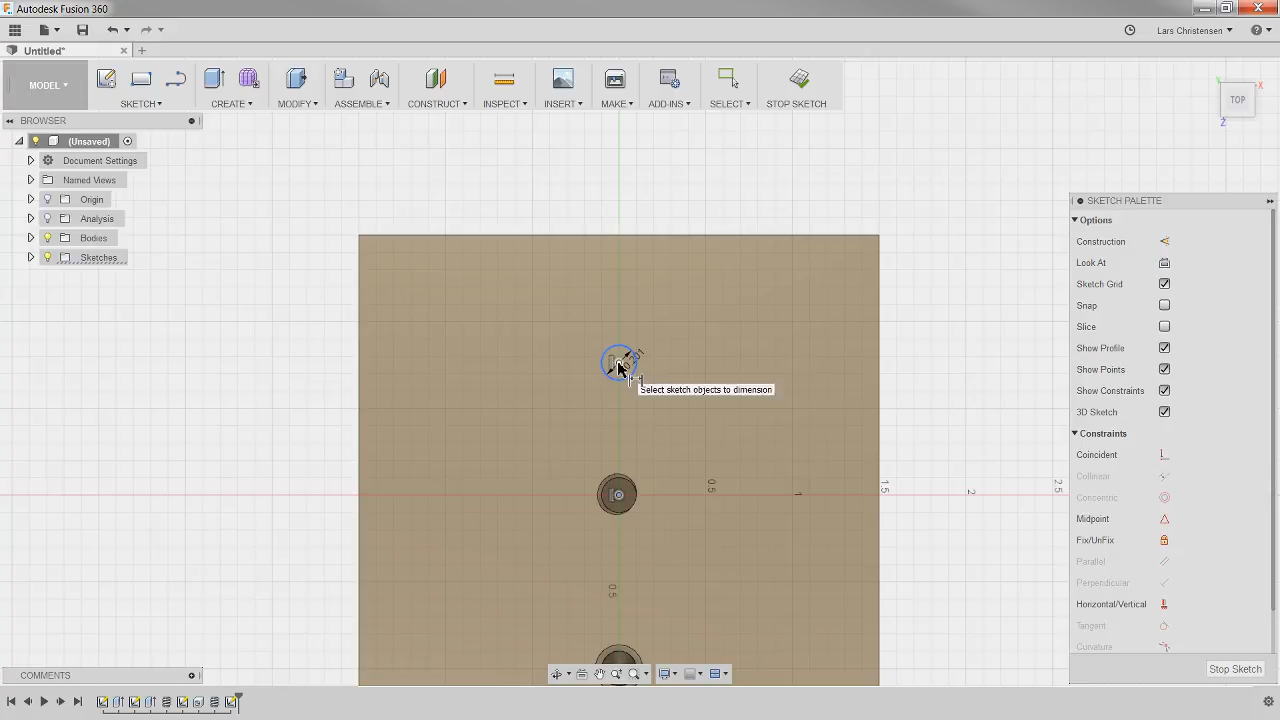 Autodesk Fusion 360
Lars Christensen
Untitled*
MODEL
SKETCH
CREATE
MODIFY
ASSEMBLE
CONSTRUCT
INSPECT
INSERT
MAKE
ADD-INS
SELECT
STOP SKETCH
BROWSER
(Unsaved)
Document Settings
Named Views
Origin
Analysis
Bodies
Sketches
TOP
X
Y
Z
Select sketch objects to dimension
0.5
1
1.5
2
2.5
0.5
SKETCH PALETTE
Options
Construction
Look At
Sketch Grid
Snap
Slice
Show Profile
Show Points
Show Constraints
3D Sketch
Constraints
Coincident
Collinear
Concentric
Midpoint
Fix/UnFix
Parallel
Perpendicular
Horizontal/Vertical
Tangent
Curvature
Stop Sketch
COMMENTS